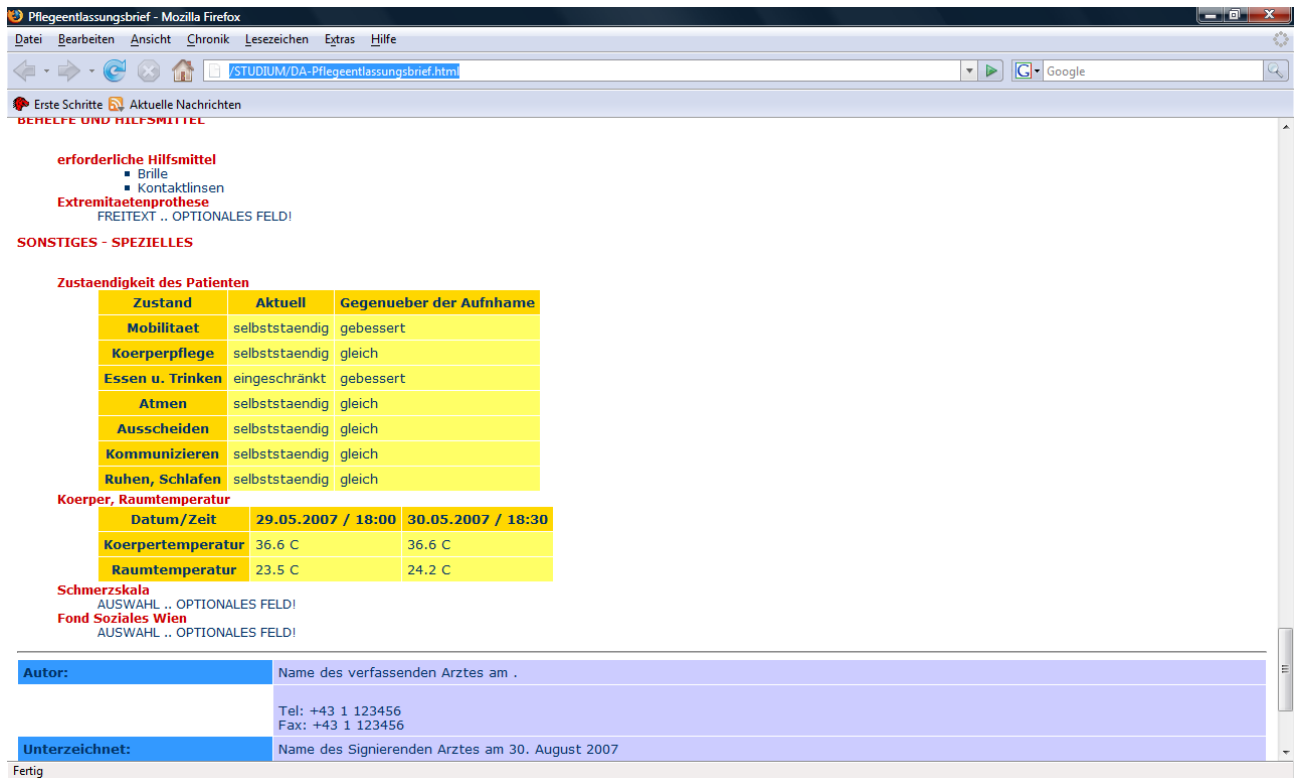 Pflegeentlassungsbrief - Mozilla Firefox
Datei Bearbeiten Ansicht Chronik Lesezeichen Extras Hilfe
/STUDIUM/DA-Pflegeentlassungsbrief.html
G Google
Erste Schritte Aktuelle Nachrichten
BEHELFE UND HILFSMITTEL
erforderliche Hilfsmittel
Brille
Kontaktlinsen
Extremitaetenprothese
FREITEXT .. OPTIONALES FELD!
SONSTIGES - SPEZIELLES
Zustaendigkeit des Patienten
Zustand Aktuell Gegenueber der Aufnhame
Mobilitaet selbststaendig gebessert
Koerperpflege selbststaendig gleich
Essen u. Trinken eingeschränkt gebessert
Atmen selbststaendig gleich
Ausscheiden selbststaendig gleich
Kommunizieren selbststaendig gleich
Ruhen, Schlafen selbststaendig gleich
Koerper, Raumtemperatur
Datum/Zeit 29.05.2007 / 18:00 30.05.2007 / 18:30
Koerpertemperatur 36.6 C 36.6 C
Raumtemperatur 23.5 C 24.2 C
Schmerzskala
AUSWAHL .. OPTIONALES FELD!
Fond Soziales Wien
AUSWAHL .. OPTIONALES FELD!
Autor: Name des verfassenden Arztes am .
Tel: +43 1 123456
Fax: +43 1 123456
Unterzeichnet: Name des Signierenden Arztes am 30. August 2007
Fertig